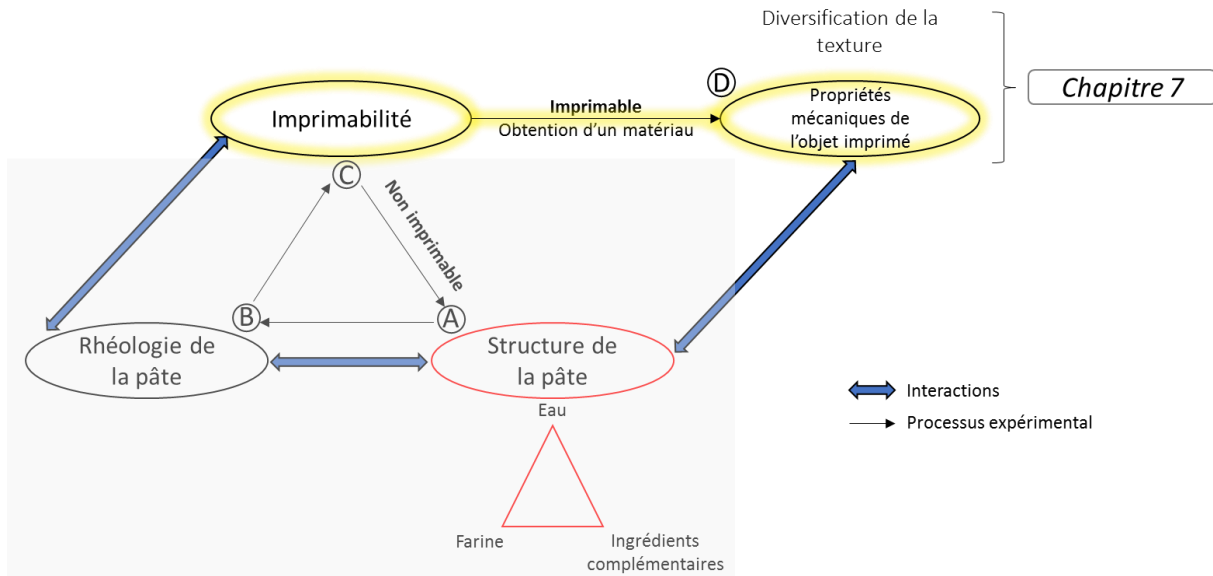 Diversification de la
texture
Chapitre 7
D
Imprimabilité
Imprimable
Obtention d'un matériau
Propriétés
mécaniques de
l'objet imprimé
C
Non imprimable
B
A
Rhéologie de
la pâte
Structure de
la pâte
Eau
Farine
Ingrédients
complémentaires
Interactions
Processus expérimental